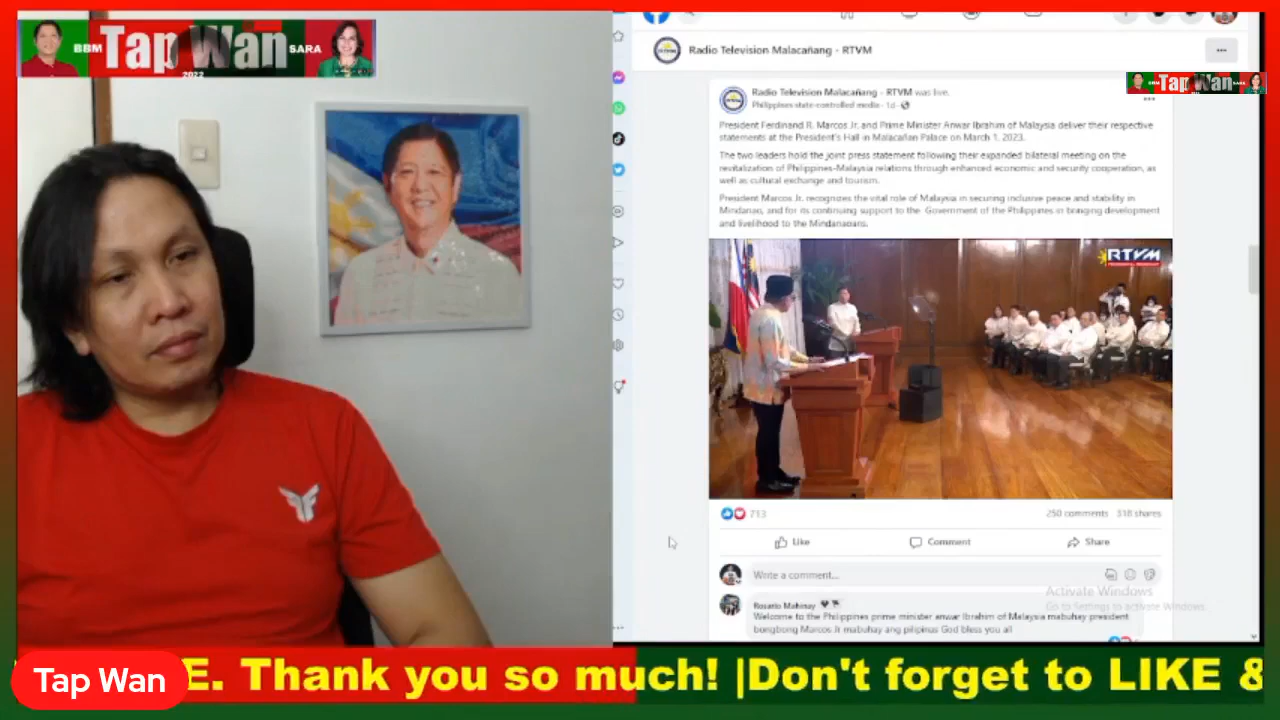 BBM Tap Wan SARA
2022
Radio Television Malacañang - RTVM
BBM Tap Wan SARA
Radio Television Malacañang - RTVM was live.
Philippines state-controlled media · 1d ·
President Ferdinand R. Marcos Jr. and Prime Minister Anwar Ibrahim of Malaysia deliver their respective
statements at the President's Hall in Malacañan Palace on March 1, 2023.
The two leaders hold the joint press statement following their expanded bilateral meeting on the
revitalization of Philippines-Malaysia relations through enhanced economic and security cooperation, as
well as cultural exchange and tourism.
President Marcos Jr. recognizes the vital role of Malaysia in securing inclusive peace and stability in
Mindanao, and for its continuing support to the Government of the Philippines in bringing development
and livelihood to the Mindanaoans.
RTVM
713
250 comments 318 shares
Like Comment Share
Write a comment...
Activate Windows
Go to Settings to activate Windows.
Rosario Mahinay
Welcome to the Philippines prime minister anwar Ibrahim of Malaysia mabuhay president
bongbong Marcos Jr mabuhay ang pilipinas God bless you all
Tap Wan
E. Thank you so much! |Don't forget to LIKE &